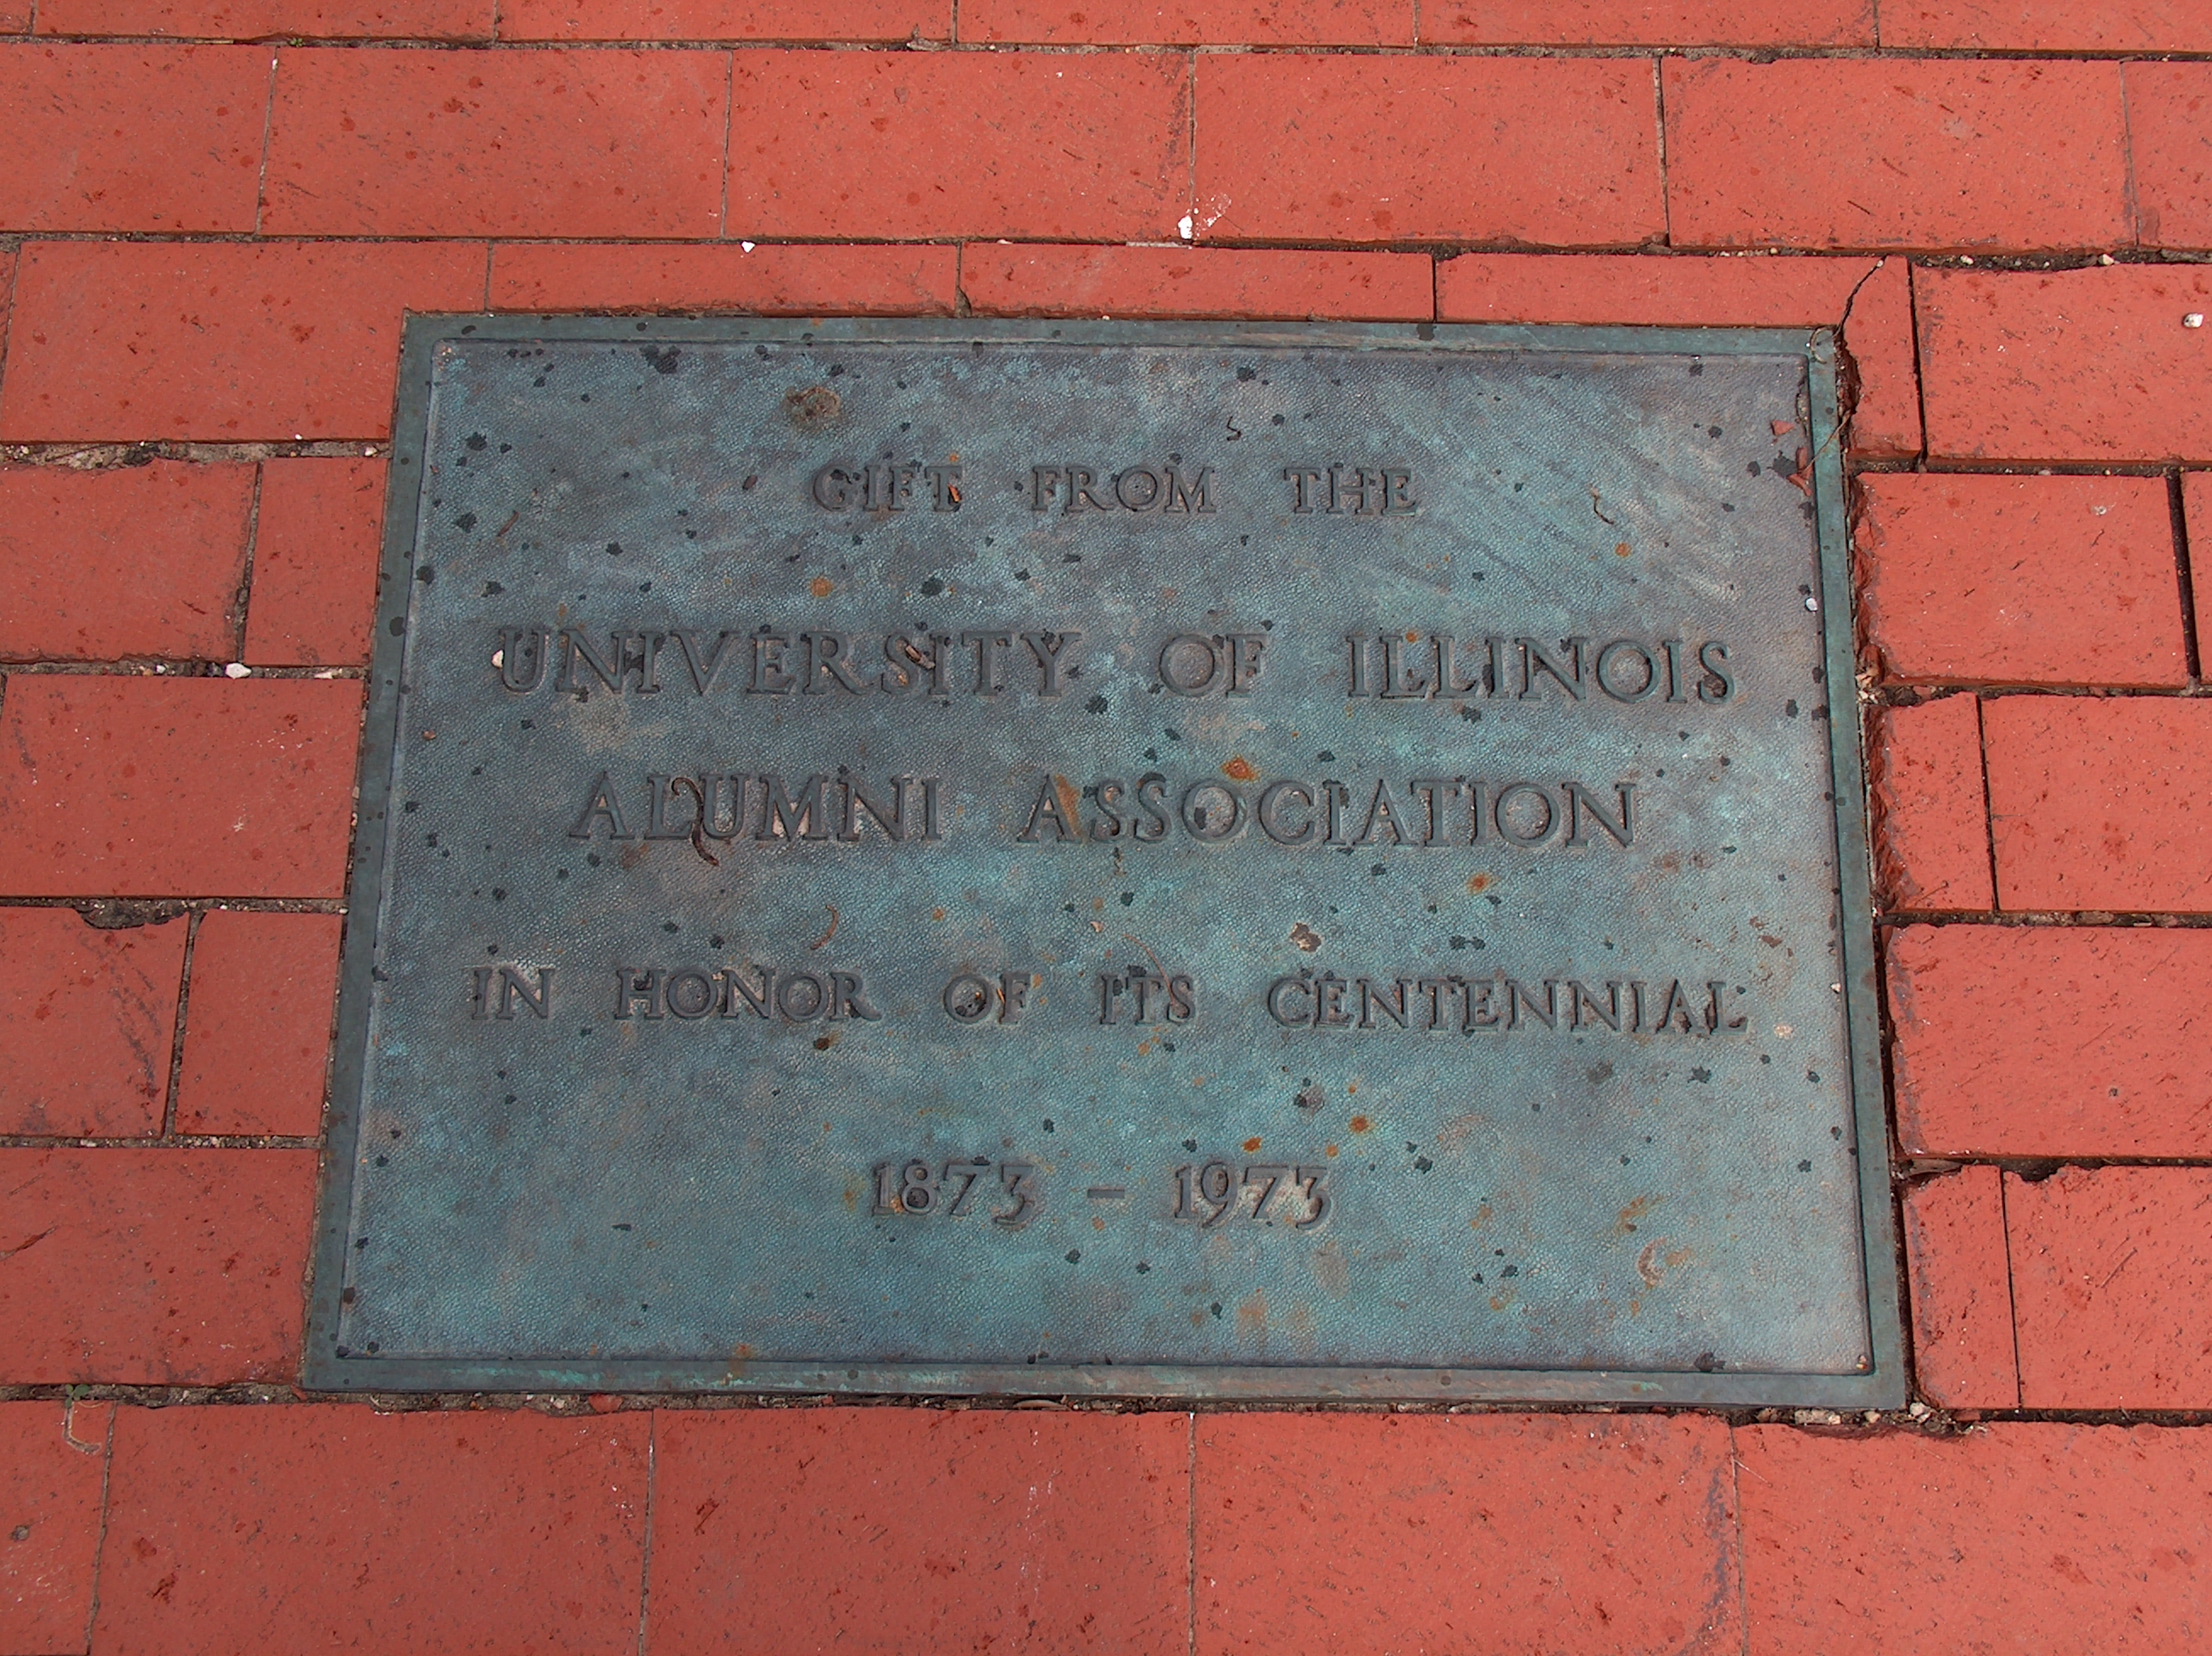 GIFT FROM THE
UNIVERSITY OF ILLINOIS
ALUMNI ASSOCIATION
IN HONOR OF ITS CENTENNIAL
1873 - 1973